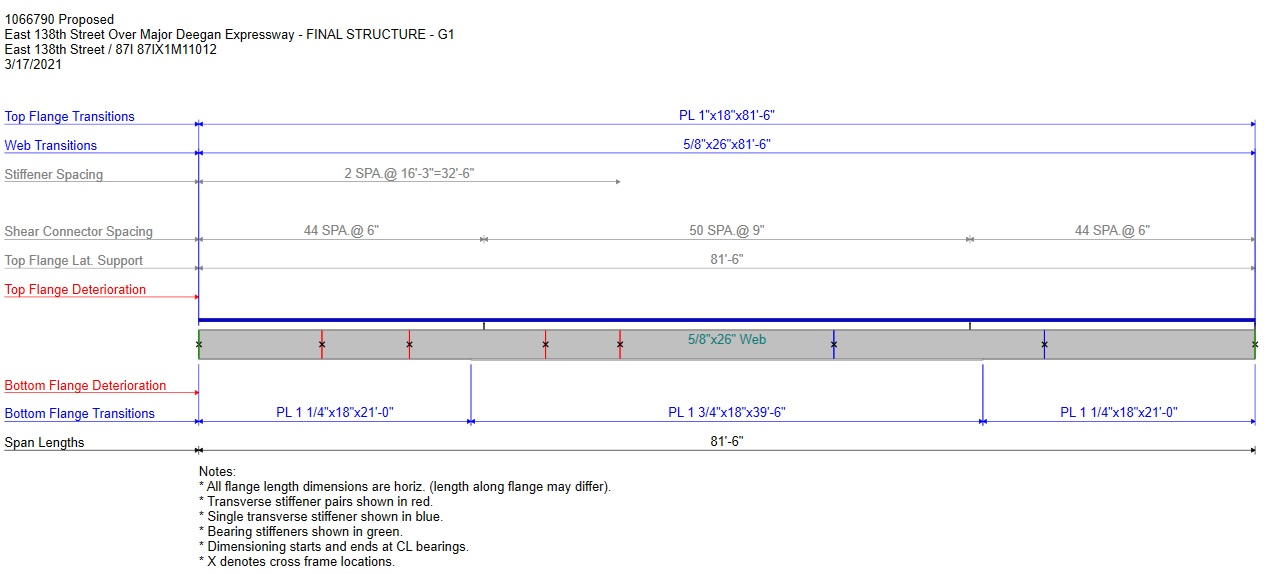 1066790 Proposed
East 138th Street Over Major Deegan Expressway - FINAL STRUCTURE - G1
East 138th Street / 87I 87IX1M11012
3/17/2021
Top Flange Transitions PL 1"x18"x81'-6"
Web Transitions 5/8"x26"x81'-6"
Stiffener Spacing 2 SPA.@ 16'-3"=32'-6"
Shear Connector Spacing 44 SPA.@ 6" 50 SPA.@ 9" 44 SPA.@ 6"
Top Flange Lat. Support 81'-6"
Top Flange Deterioration
5/8"x26" Web
Bottom Flange Deterioration
Bottom Flange Transitions PL 1 1/4"x18"x21'-0" PL 1 3/4"x18"x39'-6" PL 1 1/4"x18"x21'-0"
Span Lengths 81'-6"
Notes:
* All flange length dimensions are horiz. (length along flange may differ).
* Transverse stiffener pairs shown in red.
* Single transverse stiffener shown in blue.
* Bearing stiffeners shown in green.
* Dimensioning starts and ends at CL bearings.
* X denotes cross frame locations.